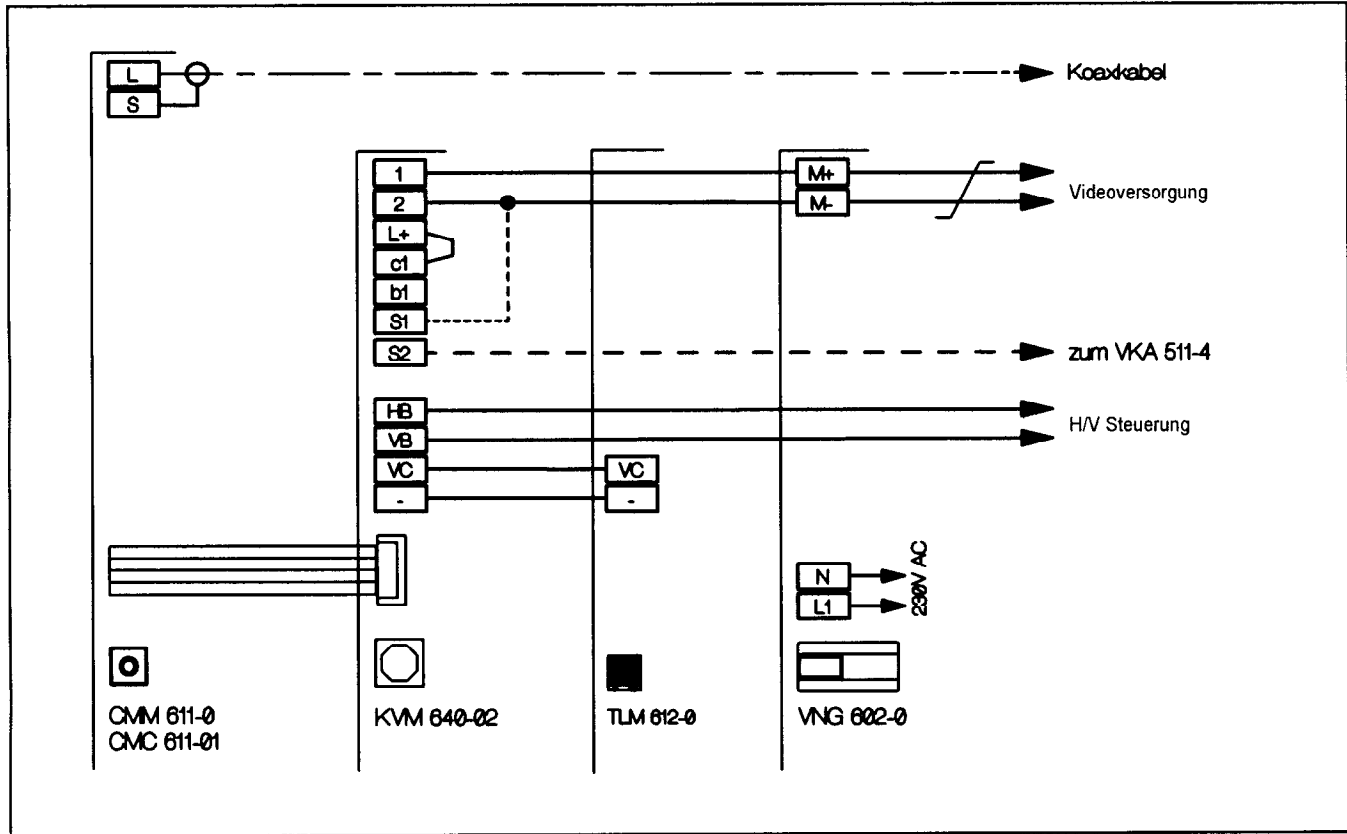 L
Koaxkabel
S
1
M+
2
M-
Videoversorgung
L+
c1
b1
S1
S2
zum VKA 511-4
HB
H/V Steuerung
VB
VC
VC
-
-
N
L1
230V AC
CMM 611-0
CMC 611-01
KVM 640-02
TLM 612-0
VNG 602-0